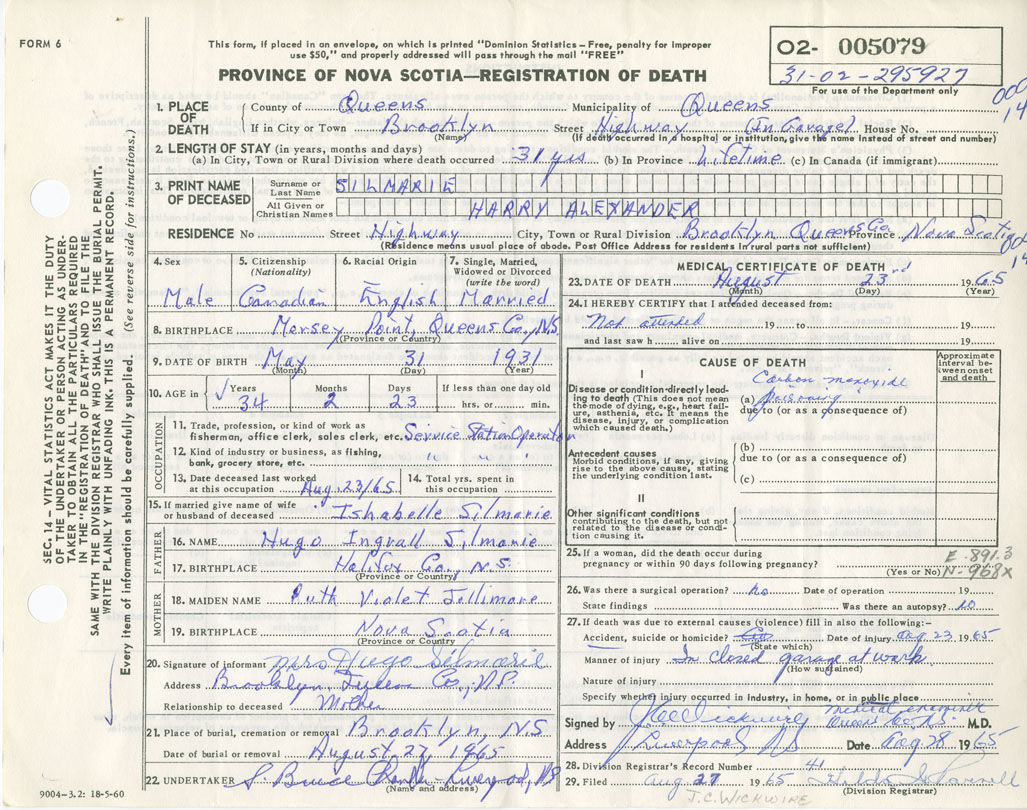 FORM 6
This form, if placed in an envelope, on which is printed "Dominion Statistics – Free, penalty for improper
use $50," and properly addressed will pass through the mail "FREE"
PROVINCE OF NOVA SCOTIA—REGISTRATION OF DEATH
02- 005079
31-02-295927
For use of the Department only
000
14
1. PLACE OF DEATH County of Queens Municipality of Queens
If in City or Town Brooklyn Street Highway (In Garage) House No.
(Name) (If death occurred in a hospital or institution, give its name instead of street and number)
2. LENGTH OF STAY (in years, months and days)
(a) In City, Town or Rural Division where death occurred 31 yrs (b) In Province Lifetime (c) In Canada (if immigrant)
3. PRINT NAME OF DECEASED Surname or Last Name SILMARIE
All Given or Christian Names HARRY ALEXANDER
RESIDENCE No Street Highway City, Town or Rural Division Brooklyn Queens Co. Province Nova Scotia
(Residence means usual place of abode. Post Office Address for residents in rural parts not sufficient)
00
14
4. Sex 5. Citizenship (Nationality) 6. Racial Origin 7. Single, Married, Widowed or Divorced (write the word)
Male Canadian English Married
8. BIRTHPLACE Mersey Point, Queens Co., N.S.
(Province or Country)
9. DATE OF BIRTH May 31 1931
(Month) (Day) (Year)
10. AGE in Years Months Days If less than one day old
34 2 23 hrs. or min.
OCCUPATION
11. Trade, profession, or kind of work as
fisherman, office clerk, sales clerk, etc. Service Station Operator
12. Kind of industry or business, as fishing,
bank, grocery store, etc. " " "
13. Date deceased last worked at this occupation Aug. 23/65 14. Total yrs. spent in this occupation
15. If married give name of wife or husband of deceased Ishabelle Silmarie
FATHER
16. NAME Hugo Ingvall Silmarie
17. BIRTHPLACE Halifax Co., N.S.
(Province or Country)
MOTHER
18. MAIDEN NAME Ruth Violet Jollimore
19. BIRTHPLACE Nova Scotia
(Province or Country)
20. Signature of informant Mrs Hugo Silmarie
Address Brooklyn, Queens Co., N.S.
Relationship to deceased Mother
21. Place of burial, cremation or removal Brooklyn, N.S.
Date of burial or removal August 27, 1965
22. UNDERTAKER Liverpool, NS
(Name and address)
9004-3.2: 18-5-60
MEDICAL CERTIFICATE OF DEATH
23. DATE OF DEATH August 23rd 1965
(Month) (Day) (Year)
24. I HEREBY CERTIFY that I attended deceased from:
Not attended 19 to 19
and last saw h alive on 19
CAUSE OF DEATH
Approximate interval between onset and death
I
Disease or condition directly leading to death (This does not mean the mode of dying, e.g., heart failure, asthenia, etc. It means the disease, injury, or complication which caused death.)
(a) Carbon monoxide poisoning
due to (or as a consequence of)
Antecedent causes
Morbid conditions, if any, giving rise to the above cause, stating the underlying condition last.
(b)
due to (or as a consequence of)
(c)
II
Other significant conditions
contributing to the death, but not related to the disease or condition causing it.
25. If a woman, did the death occur during
pregnancy or within 90 days following pregnancy? (Yes or No)
E-891.3
N-968x
26. Was there a surgical operation? No Date of operation 19
State findings Was there an autopsy? No
27. If death was due to external causes (violence) fill in also the following:–
Accident, suicide or homicide? Date of injury Aug 23 1965
(State which)
Manner of injury In closed garage at work
(How sustained)
Nature of injury
Specify whether injury occurred in industry, in home, or in public place
Signed by J C Wickwire medical examiner Queens Co. N.S. M.D.
Address Liverpool NS Date Aug 28 1965
28. Division Registrar's Record Number 41
29. Filed Aug 27 1965 Hilda
(Division Registrar)
J.C. WICKWIRE
SEC. 14 – VITAL STATISTICS ACT MAKES IT THE DUTY
OF THE UNDERTAKER OR PERSON ACTING AS UNDER-
TAKER TO OBTAIN ALL THE PARTICULARS REQUIRED
IN THE "REGISTRATION OF DEATH" AND TO FILE THE
SAME WITH THE DIVISION REGISTRAR WHO SHALL ISSUE THE BURIAL PERMIT.
WRITE PLAINLY WITH UNFADING INK. THIS IS A PERMANENT RECORD.
Every item of information should be carefully supplied. (See reverse side for instructions.)